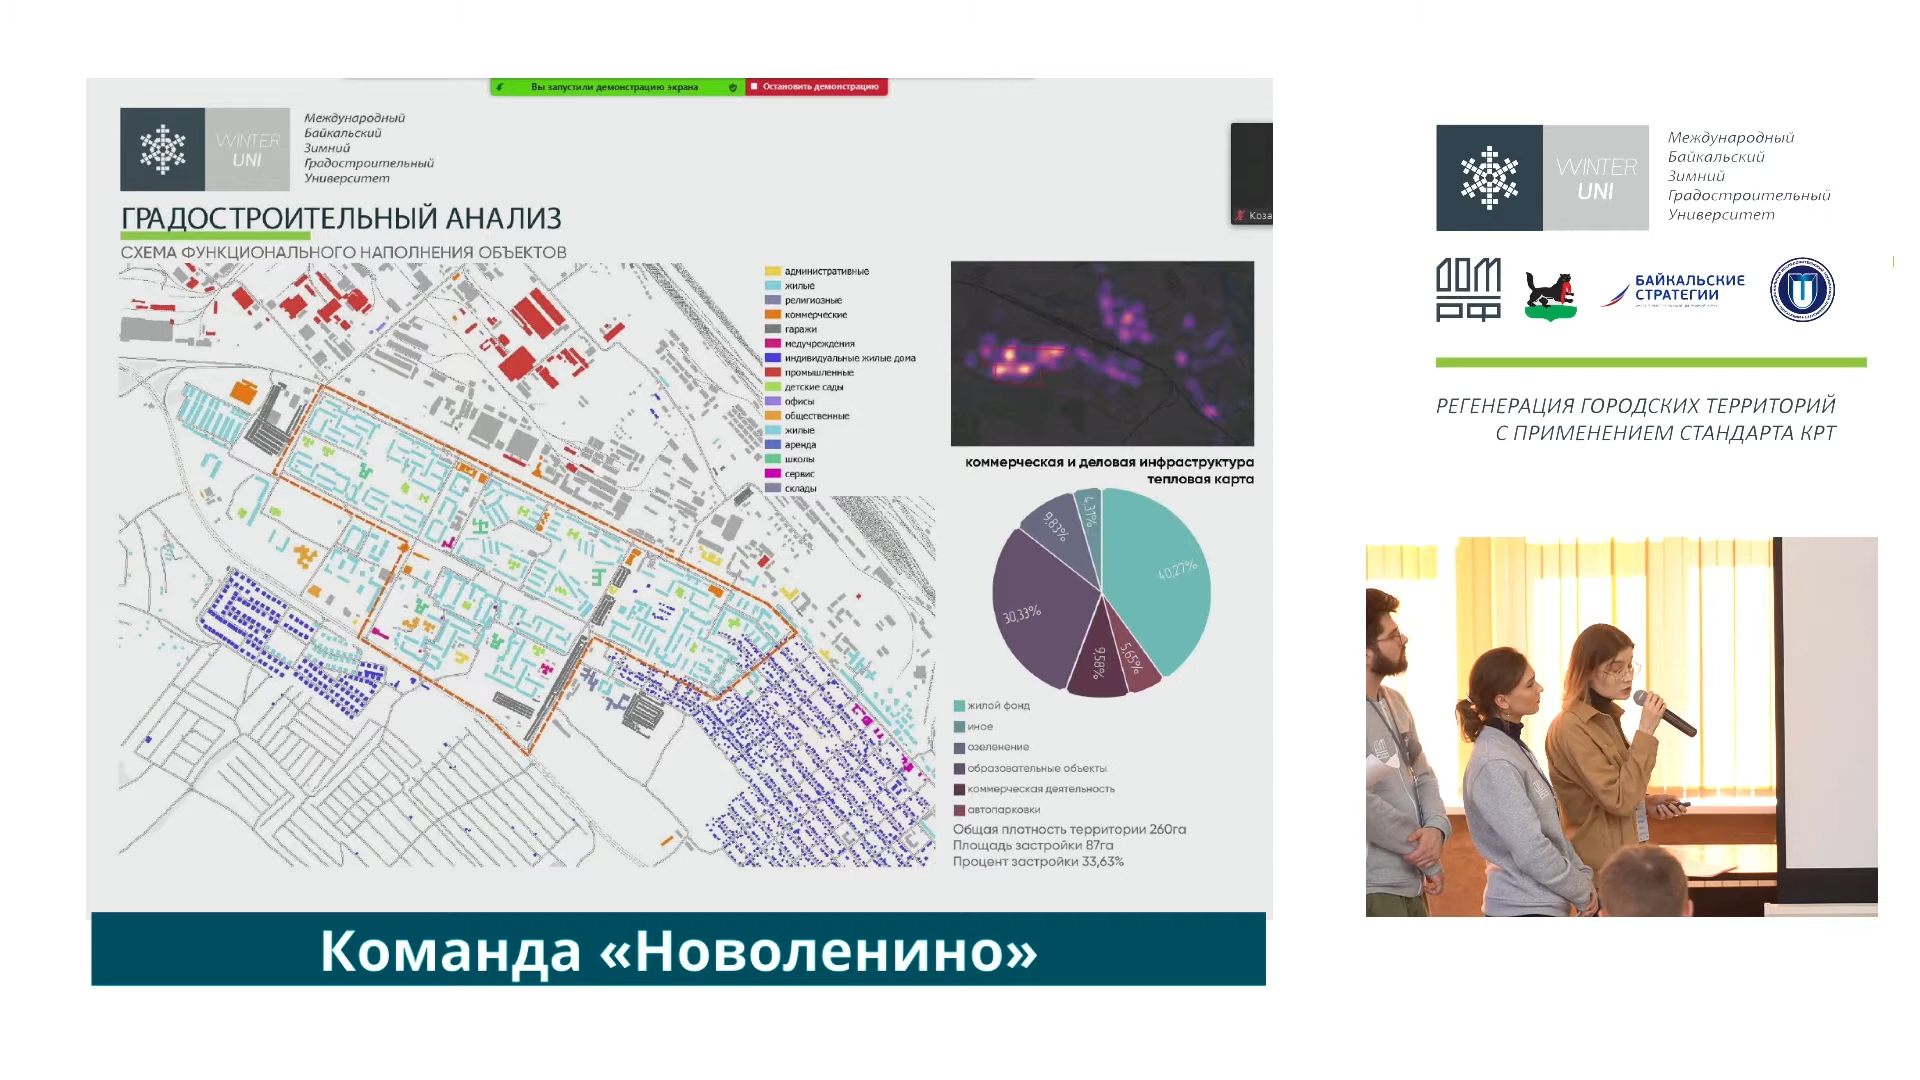 Вы запустили демонстрацию экрана
Остановить демонстрацию
WINTER
UNI
Международный
Байкальский
Зимний
Градостроительный
Университет
ГРАДОСТРОИТЕЛЬНЫЙ АНАЛИЗ
СХЕМА ФУНКЦИОНАЛЬНОГО НАПОЛНЕНИЯ ОБЪЕКТОВ
административные
жилые
религиозные
коммерческие
гаражи
медучреждения
индивидуальные жилые дома
промышленные
детские сады
офисы
общественные
жилые
аренда
школы
сервис
склады
Коза
коммерческая и деловая инфраструктура
тепловая карта
4,31%
9,83%
40,27%
30,33%
9,58%
5,65%
жилой фонд
иное
озеленение
образовательные объекты
коммерческая деятельность
автопарковки
Общая плотность территории 260га
Площадь застройки 87га
Процент застройки 33,63%
Команда «Новоленино»
WINTER
UNI
Международный
Байкальский
Зимний
Градостроительный
Университет
ДОМ
РФ
БАЙКАЛЬСКИЕ
СТРАТЕГИИ
РЕГЕНЕРАЦИЯ ГОРОДСКИХ ТЕРРИТОРИЙ
С ПРИМЕНЕНИЕМ СТАНДАРТА КРТ